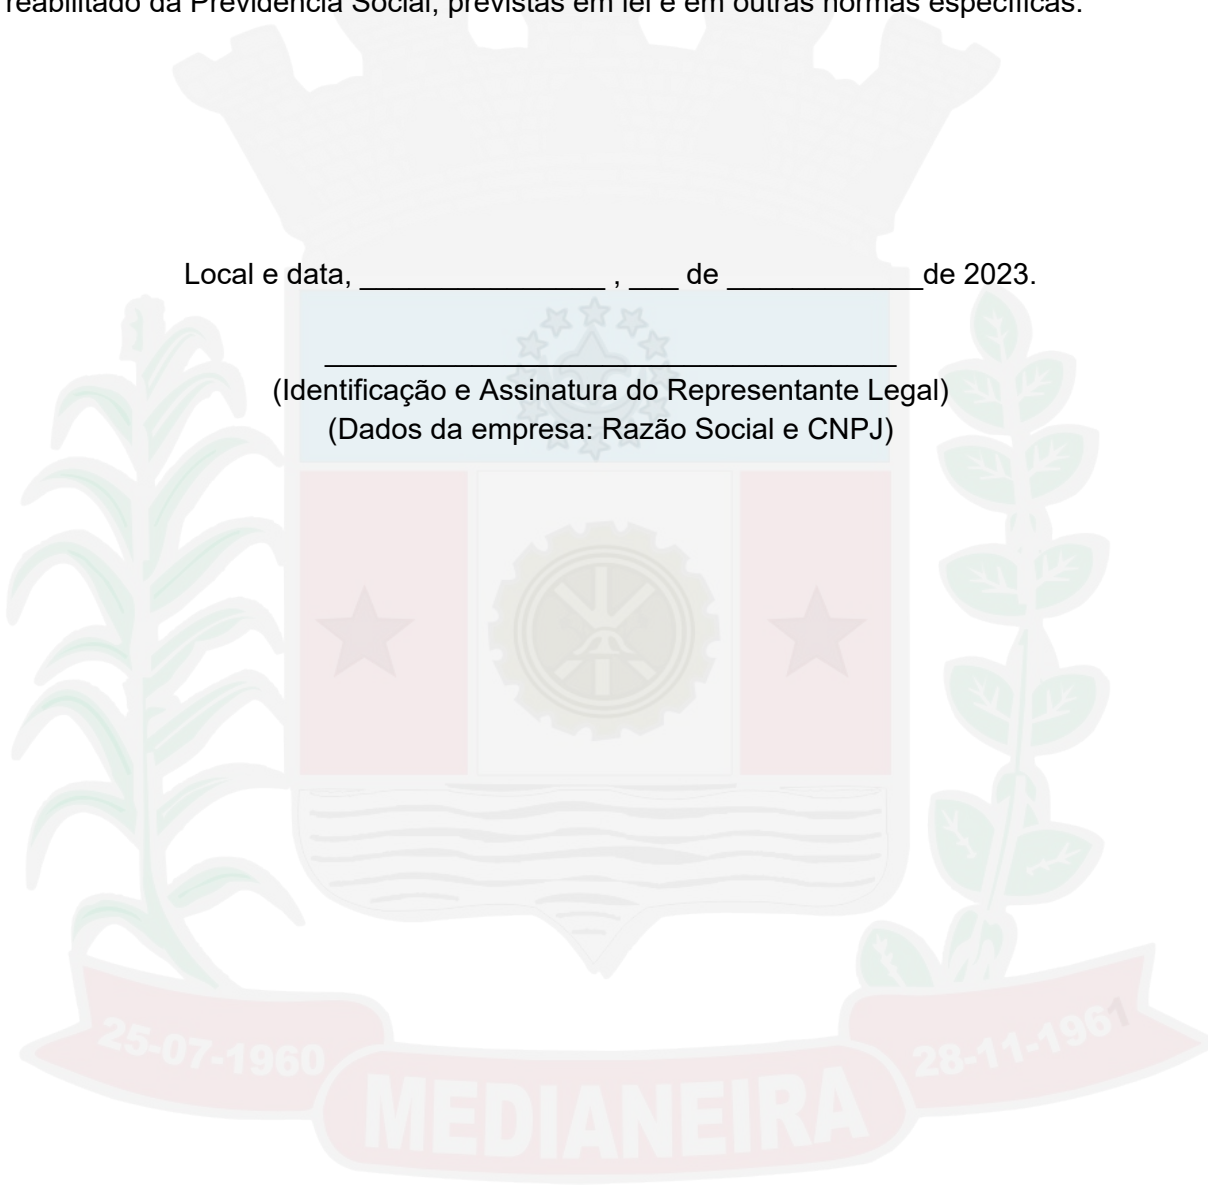 reabilitado da Previdência Social, previstas em lei e em outras normas específicas.
Local e data, _______________ , ___ de ____________de 2023.
___________________________________
(Identificação e Assinatura do Representante Legal)
(Dados da empresa: Razão Social e CNPJ)
25-07-1960
28-11-1961
MEDIANEIRA